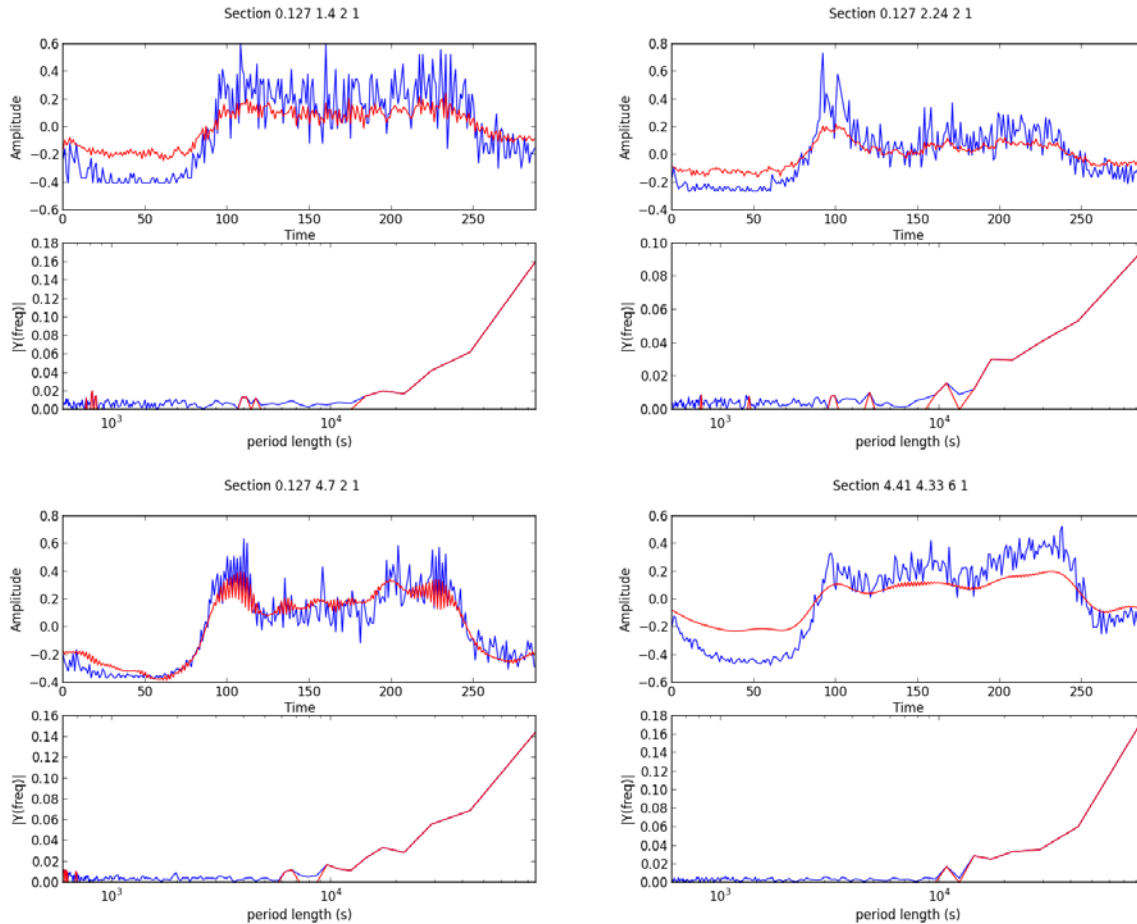 Section 0.127 1.4 2 1
Amplitude
0.6
0.4
0.2
0.0
−0.2
−0.4
−0.6
0 50 100 150 200 250
Time
|Y(freq)|
0.18
0.16
0.14
0.12
0.10
0.08
0.06
0.04
0.02
0.00
10³ 10⁴
period length (s)
Section 0.127 2.24 2 1
Amplitude
0.8
0.6
0.4
0.2
0.0
−0.2
−0.4
0 50 100 150 200 250
Time
|Y(freq)|
0.10
0.08
0.06
0.04
0.02
0.00
10³ 10⁴
period length (s)
Section 0.127 4.7 2 1
Amplitude
0.8
0.6
0.4
0.2
0.0
−0.2
−0.4
0 50 100 150 200 250
Time
|Y(freq)|
0.16
0.14
0.12
0.10
0.08
0.06
0.04
0.02
0.00
10³ 10⁴
period length (s)
Section 4.41 4.33 6 1
Amplitude
0.6
0.4
0.2
0.0
−0.2
−0.4
−0.6
0 50 100 150 200 250
Time
|Y(freq)|
0.18
0.16
0.14
0.12
0.10
0.08
0.06
0.04
0.02
0.00
10³ 10⁴
period length (s)